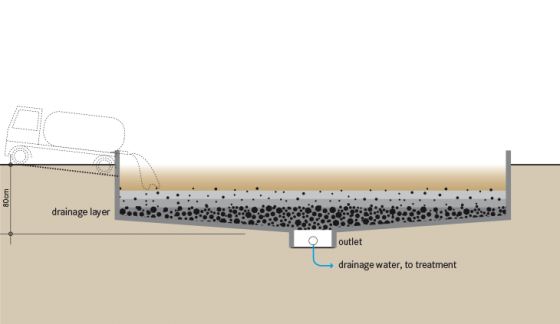 80cm
drainage layer
outlet
drainage water, to treatment